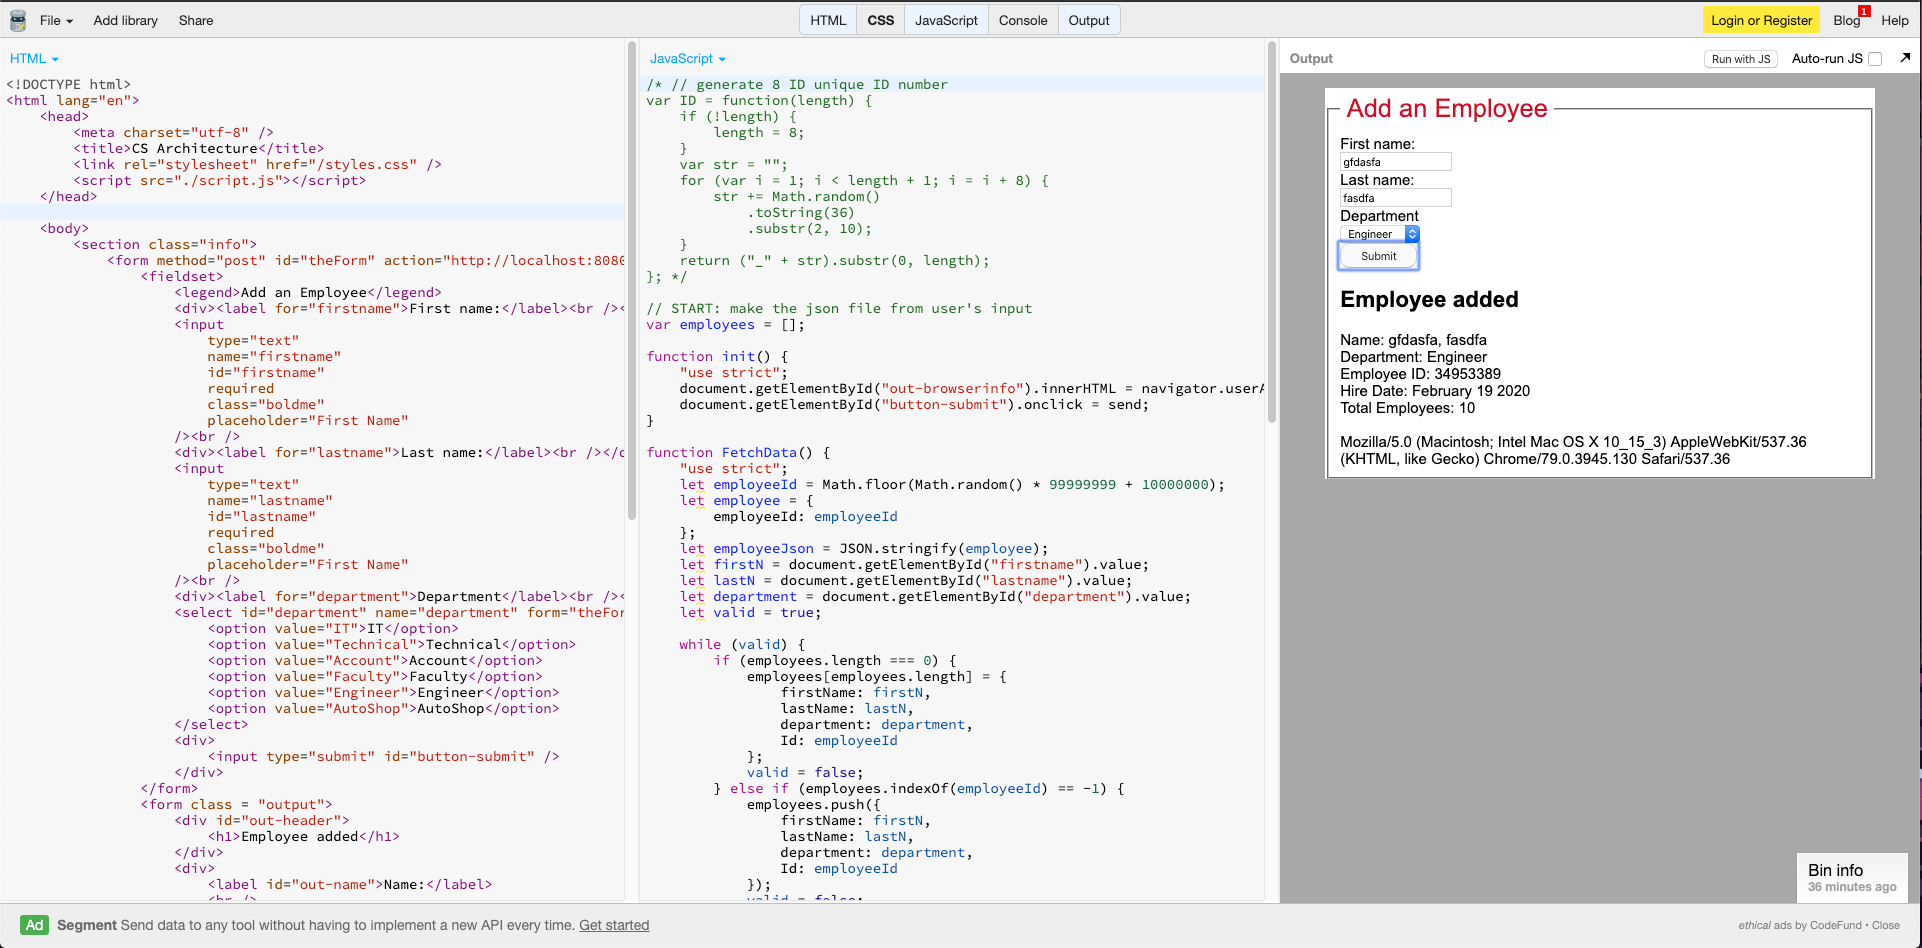 File Add library Share HTML CSS JavaScript Console Output Login or Register Blog 1 Help
HTML
<!DOCTYPE html>
<html lang="en">
<head>
<meta charset="utf-8" />
<title>CS Architecture</title>
<link rel="stylesheet" href="/styles.css" />
<script src="./script.js"></script>
</head>
<body>
<section class="info">
<form method="post" id="theForm" action="http://localhost:8080
<fieldset>
<legend>Add an Employee</legend>
<div><label for="firstname">First name:</label><br /><
<input
type="text"
name="firstname"
id="firstname"
required
class="boldme"
placeholder="First Name"
/><br />
<div><label for="lastname">Last name:</label><br /></d
<input
type="text"
name="lastname"
id="lastname"
required
class="boldme"
placeholder="First Name"
/><br />
<div><label for="department">Department</label><br /><
<select id="department" name="department" form="theFor
<option value="IT">IT</option>
<option value="Technical">Technical</option>
<option value="Account">Account</option>
<option value="Faculty">Faculty</option>
<option value="Engineer">Engineer</option>
<option value="AutoShop">AutoShop</option>
</select>
<div>
<input type="submit" id="button-submit" />
</div>
</form>
<form class = "output">
<div id="out-header">
<h1>Employee added</h1>
</div>
<div>
<label id="out-name">Name:</label>
<br />
JavaScript
/* // generate 8 ID unique ID number
var ID = function(length) {
if (!length) {
length = 8;
}
var str = "";
for (var i = 1; i < length + 1; i = i + 8) {
str += Math.random()
.toString(36)
.substr(2, 10);
}
return ("_" + str).substr(0, length);
}; */
// START: make the json file from user's input
var employees = [];
function init() {
"use strict";
document.getElementById("out-browserinfo").innerHTML = navigator.userA
document.getElementById("button-submit").onclick = send;
}
function FetchData() {
"use strict";
let employeeId = Math.floor(Math.random() * 99999999 + 10000000);
let employee = {
employeeId: employeeId
};
let employeeJson = JSON.stringify(employee);
let firstN = document.getElementById("firstname").value;
let lastN = document.getElementById("lastname").value;
let department = document.getElementById("department").value;
let valid = true;
while (valid) {
if (employees.length === 0) {
employees[employees.length] = {
firstName: firstN,
lastName: lastN,
department: department,
Id: employeeId
};
valid = false;
} else if (employees.indexOf(employeeId) == -1) {
employees.push({
firstName: firstN,
lastName: lastN,
department: department,
Id: employeeId
});
valid = false;
Output Run with JS Auto-run JS
Add an Employee
First name:
gfdasfa
Last name:
fasdfa
Department
Engineer
Submit
Employee added
Name: gfdasfa, fasdfa
Department: Engineer
Employee ID: 34953389
Hire Date: February 19 2020
Total Employees: 10
Mozilla/5.0 (Macintosh; Intel Mac OS X 10_15_3) AppleWebKit/537.36
(KHTML, like Gecko) Chrome/79.0.3945.130 Safari/537.36
Bin info
36 minutes ago
Ad Segment Send data to any tool without having to implement a new API every time. Get started
ethical ads by CodeFund • Close